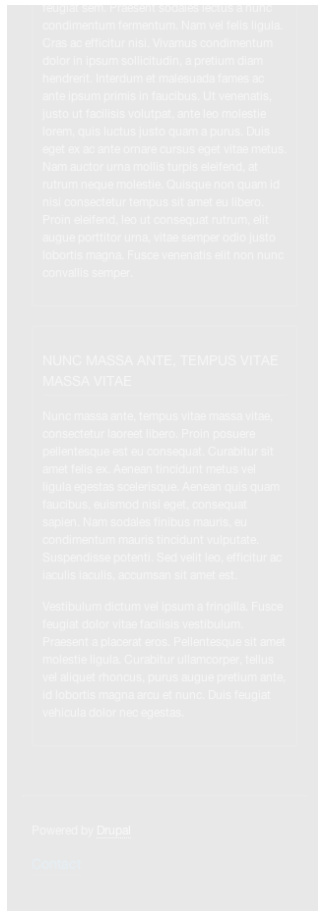 feugiat sem. Praesent sodales lectus a nunc
condimentum fermentum. Nam vel felis ligula.
Cras ac efficitur nisi. Vivamus condimentum
dolor in ipsum sollicitudin, a pretium diam
hendrerit. Interdum et malesuada fames ac
ante ipsum primis in faucibus. Ut venenatis,
justo ut facilisis volutpat, ante leo molestie
lorem, quis luctus justo quam a purus. Duis
eget ex ac ante ornare cursus eget vitae metus.
Nam auctor urna mollis turpis eleifend, at
rutrum neque molestie. Quisque non quam id
nisi consectetur tempus sit amet eu libero.
Proin eleifend, leo ut consequat rutrum, elit
augue porttitor urna, vitae semper odio justo
lobortis magna. Fusce venenatis elit non nunc
convallis semper.
NUNC MASSA ANTE, TEMPUS VITAE
MASSA VITAE
Nunc massa ante, tempus vitae massa vitae,
consectetur laoreet libero. Proin posuere
pellentesque est eu consequat. Curabitur sit
amet felis ex. Aenean tincidunt metus vel
ligula egestas scelerisque. Aenean quis quam
faucibus, euismod nisl eget, consequat
sapien. Nam sodales finibus mauris, eu
condimentum mauris tincidunt vulputate.
Suspendisse potenti. Sed velit leo, efficitur ac
iaculis iaculis, accumsan sit amet est.
Vestibulum dictum vel ipsum a fringilla. Fusce
feugiat dolor vitae facilisis vestibulum.
Praesent a placerat eros. Pellentesque sit amet
molestie ligula. Curabitur ullamcorper, tellus
vel aliquet rhoncus, purus augue pretium ante,
id lobortis magna arcu et nunc. Duis feugiat
vehicula dolor nec egestas.
Powered by Drupal
Contact